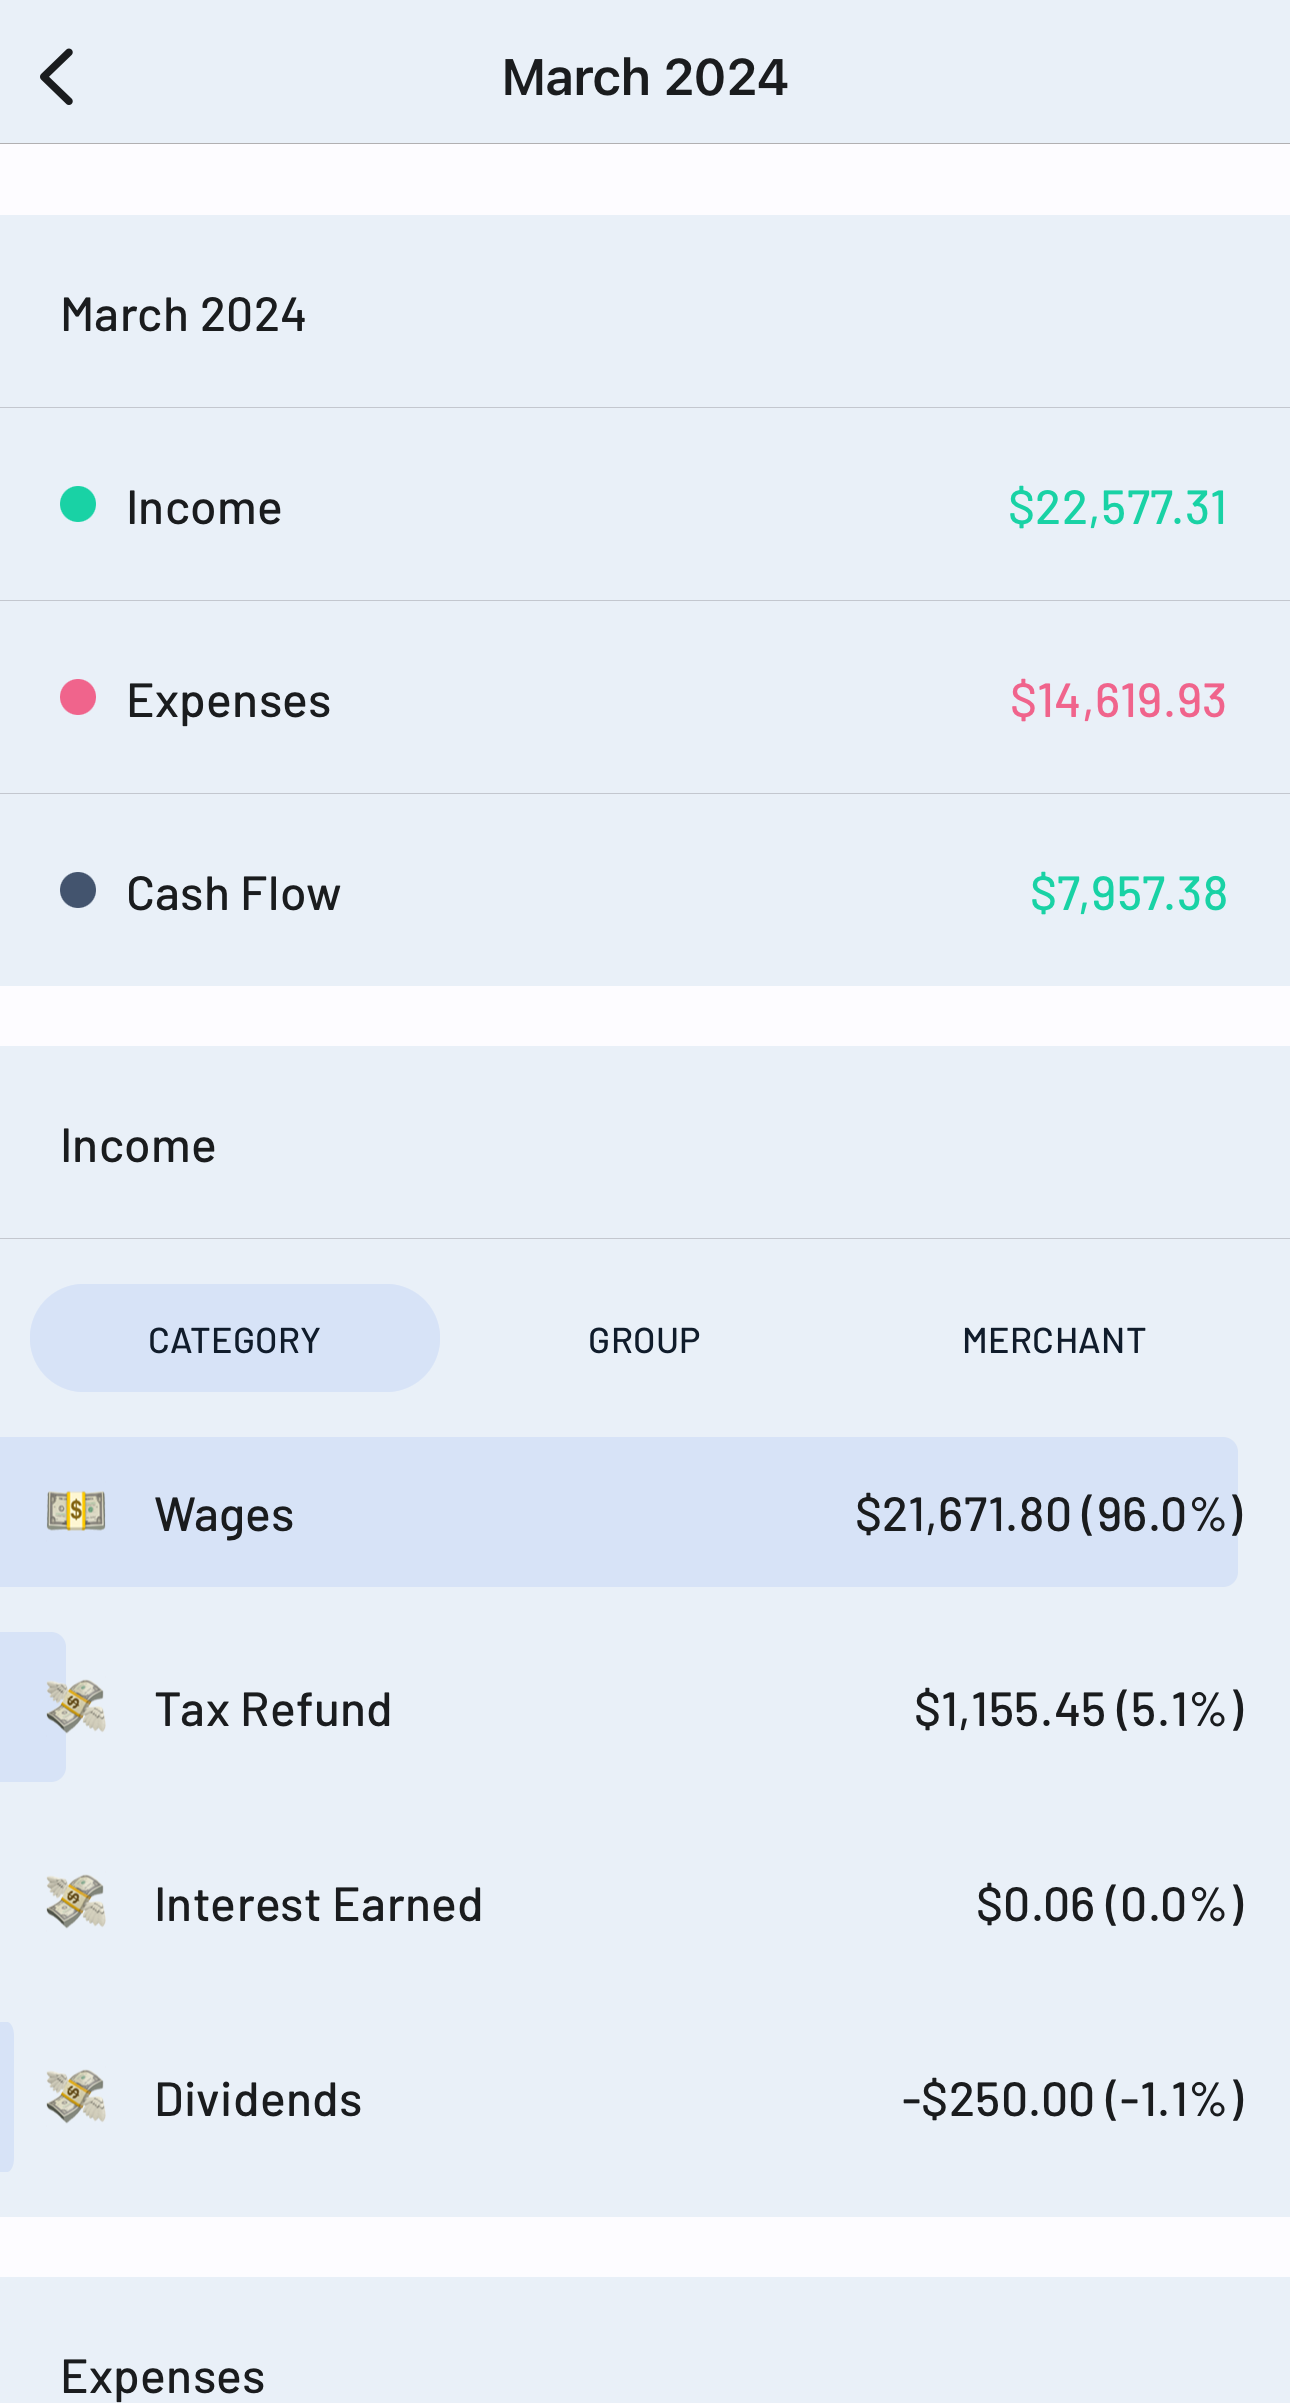 March 2024
March 2024
Income $22,577.31
Expenses $14,619.93
Cash Flow $7,957.38
Income
CATEGORY GROUP MERCHANT
Wages $21,671.80 (96.0%)
Tax Refund $1,155.45 (5.1%)
Interest Earned $0.06 (0.0%)
Dividends -$250.00 (-1.1%)
Expenses